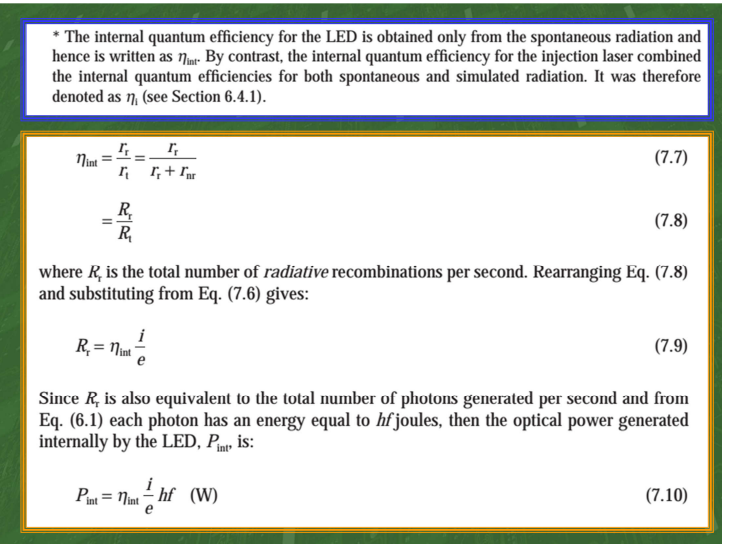 * The internal quantum efficiency for the LED is obtained only from the spontaneous radiation and
hence is written as ηint. By contrast, the internal quantum efficiency for the injection laser combined
the internal quantum efficiencies for both spontaneous and simulated radiation. It was therefore
denoted as ηi (see Section 6.4.1).
ηint = rr/rt = rr/(rr + rnr) (7.7)
= Rr/Rt (7.8)
where Rr is the total number of radiative recombinations per second. Rearranging Eq. (7.8)
and substituting from Eq. (7.6) gives:
Rr = ηint i/e (7.9)
Since Rr is also equivalent to the total number of photons generated per second and from
Eq. (6.1) each photon has an energy equal to hf joules, then the optical power generated
internally by the LED, Pint, is:
Pint = ηint i/e hf (W) (7.10)